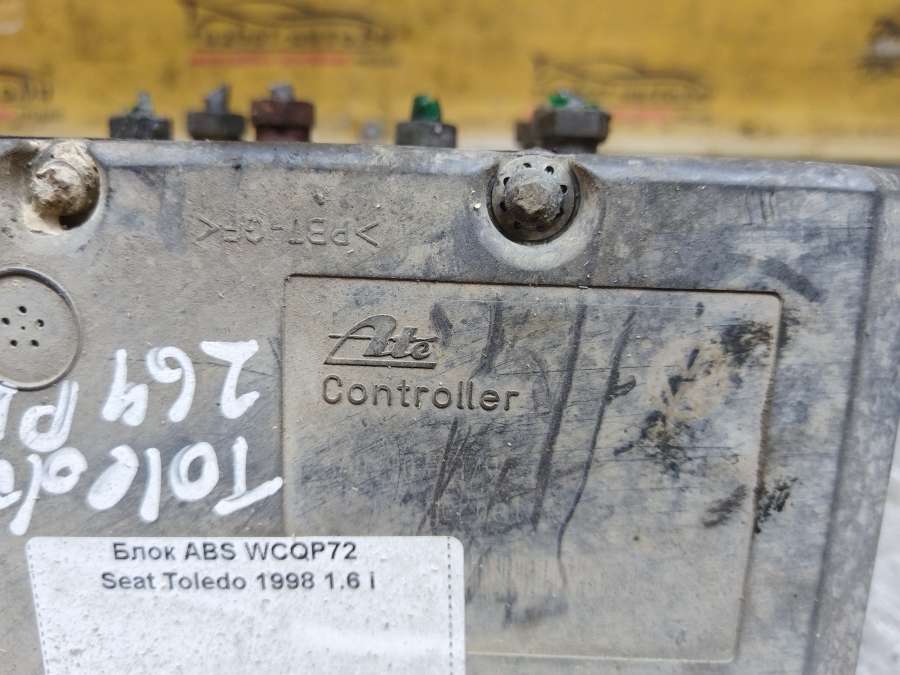 >PBT-GF<
Ate
Controller
264
Toledo
Блок ABS WCQP72
Seat Toledo 1998 1.6 i